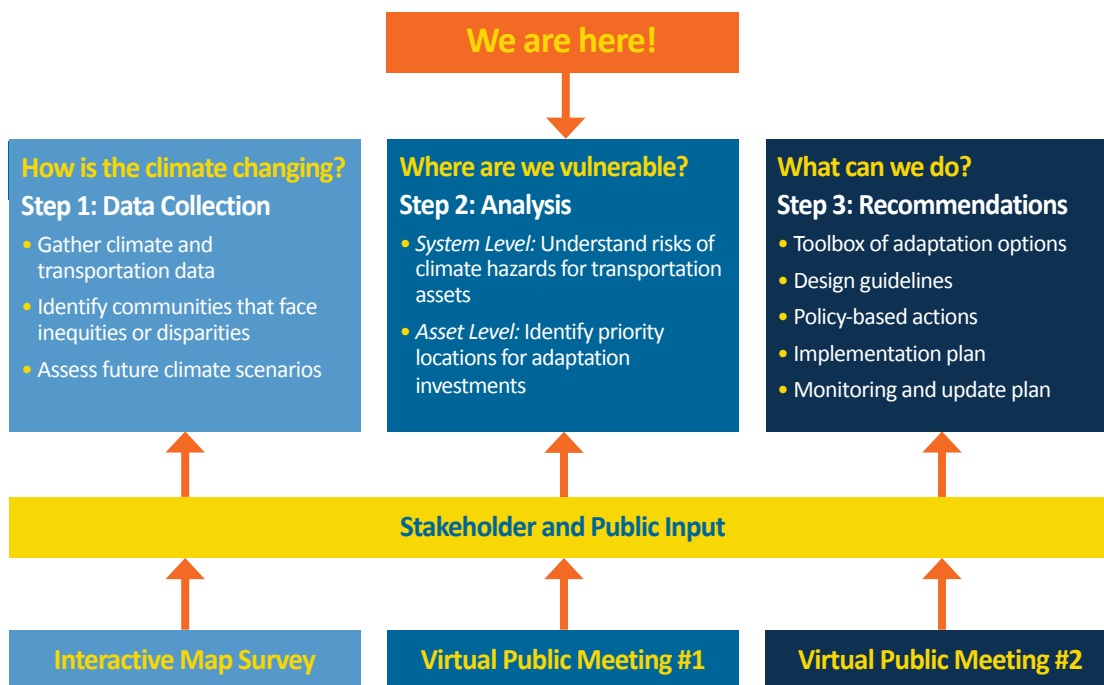 We are here!
How is the climate changing?
Step 1: Data Collection
• Gather climate and
transportation data
• Identify communities that face
inequities or disparities
• Assess future climate scenarios
Where are we vulnerable?
Step 2: Analysis
• System Level: Understand risks of
climate hazards for transportation
assets
• Asset Level: Identify priority
locations for adaptation
investments
What can we do?
Step 3: Recommendations
• Toolbox of adaptation options
• Design guidelines
• Policy-based actions
• Implementation plan
• Monitoring and update plan
Stakeholder and Public Input
Interactive Map Survey
Virtual Public Meeting #1
Virtual Public Meeting #2